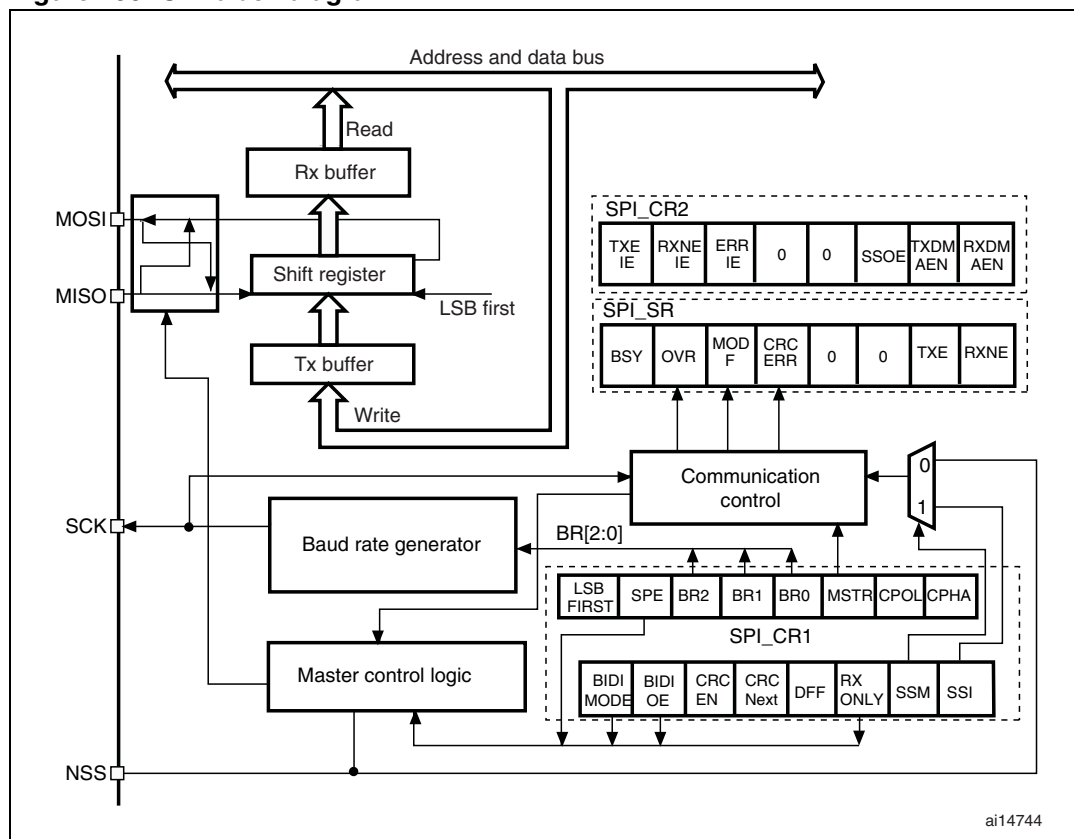 Address and data bus
Read
Rx buffer
MOSI
SPI_CR2
TXE IE RXNE IE ERR IE 0 0 SSOE TXDM AEN RXDM AEN
Shift register
MISO
LSB first
SPI_SR
BSY OVR MOD F CRC ERR 0 0 TXE RXNE
Tx buffer
Write
Communication control
0
1
SCK
Baud rate generator
BR[2:0]
LSB FIRST SPE BR2 BR1 BR0 MSTR CPOL CPHA
SPI_CR1
Master control logic
BIDI MODE BIDI OE CRC EN CRC Next DFF RX ONLY SSM SSI
NSS
ai14744